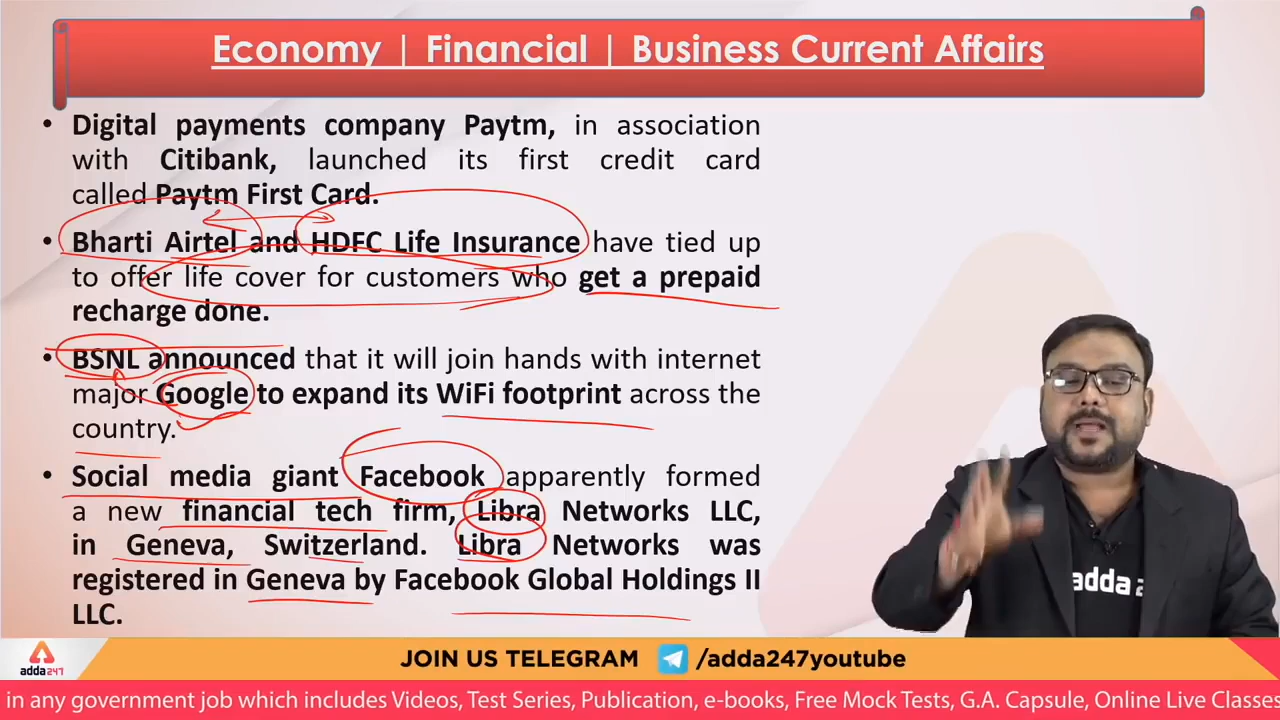 Economy | Financial | Business Current Affairs
• Digital payments company Paytm, in association
with Citibank, launched its first credit card
called Paytm First Card.
• Bharti Airtel and HDFC Life Insurance have tied up
to offer life cover for customers who get a prepaid
recharge done.
• BSNL announced that it will join hands with internet
major Google to expand its WiFi footprint across the
country.
• Social media giant Facebook apparently formed
a new financial tech firm, Libra Networks LLC,
in Geneva, Switzerland. Libra Networks was
registered in Geneva by Facebook Global Holdings II
LLC.
adda 2
adda247
JOIN US TELEGRAM /adda247youtube
in any government job which includes Videos, Test Series, Publication, e-books, Free Mock Tests, G.A. Capsule, Online Live Classes